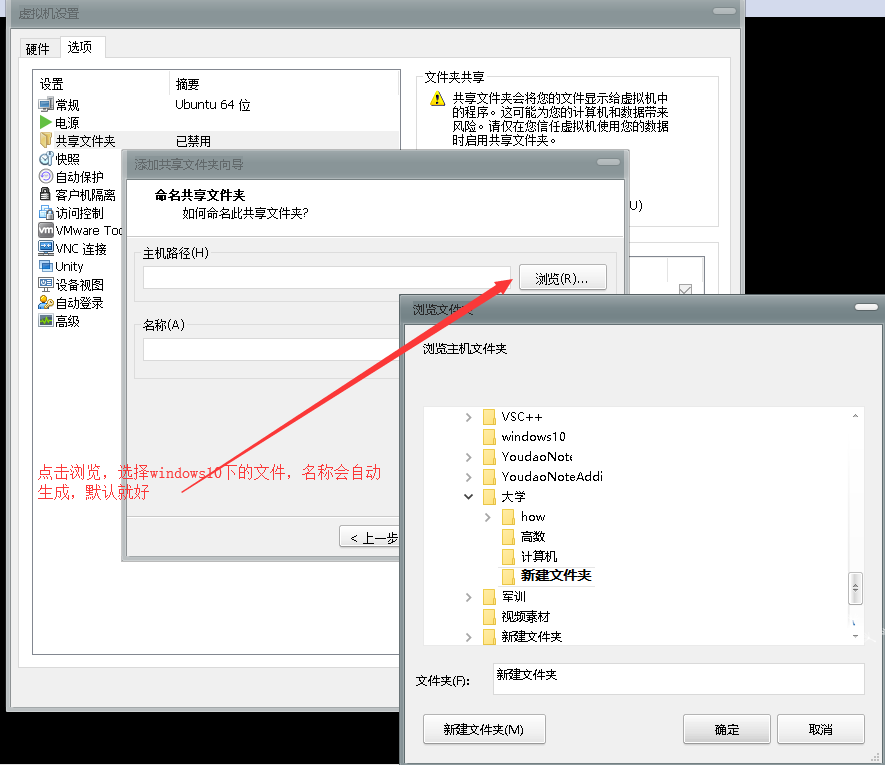 虚拟机设置
硬件 选项
设置 摘要
常规 Ubuntu 64 位
电源
共享文件夹 已禁用
快照
自动保护
客户机隔离
访问控制
VMware Too
VNC 连接
Unity
设备视图
自动登录
高级
文件夹共享
共享文件夹会将您的文件显示给虚拟机中
的程序。这可能为您的计算机和数据带来
风险。请仅在您信任虚拟机使用您的数据
时启用共享文件夹。
U)
添加共享文件夹向导
命名共享文件夹
如何命名此共享文件夹?
主机路径(H)
浏览(R)...
名称(A)
点击浏览，选择windows10下的文件，名称会自动
生成，默认就好
< 上一步
浏览文件夹
浏览主机文件夹
VSC++
windows10
YoudaoNote
YoudaoNoteAddi
大学
how
高数
计算机
新建文件夹
军训
视频素材
新建文件夹
文件夹(F): 新建文件夹
新建文件夹(M) 确定 取消